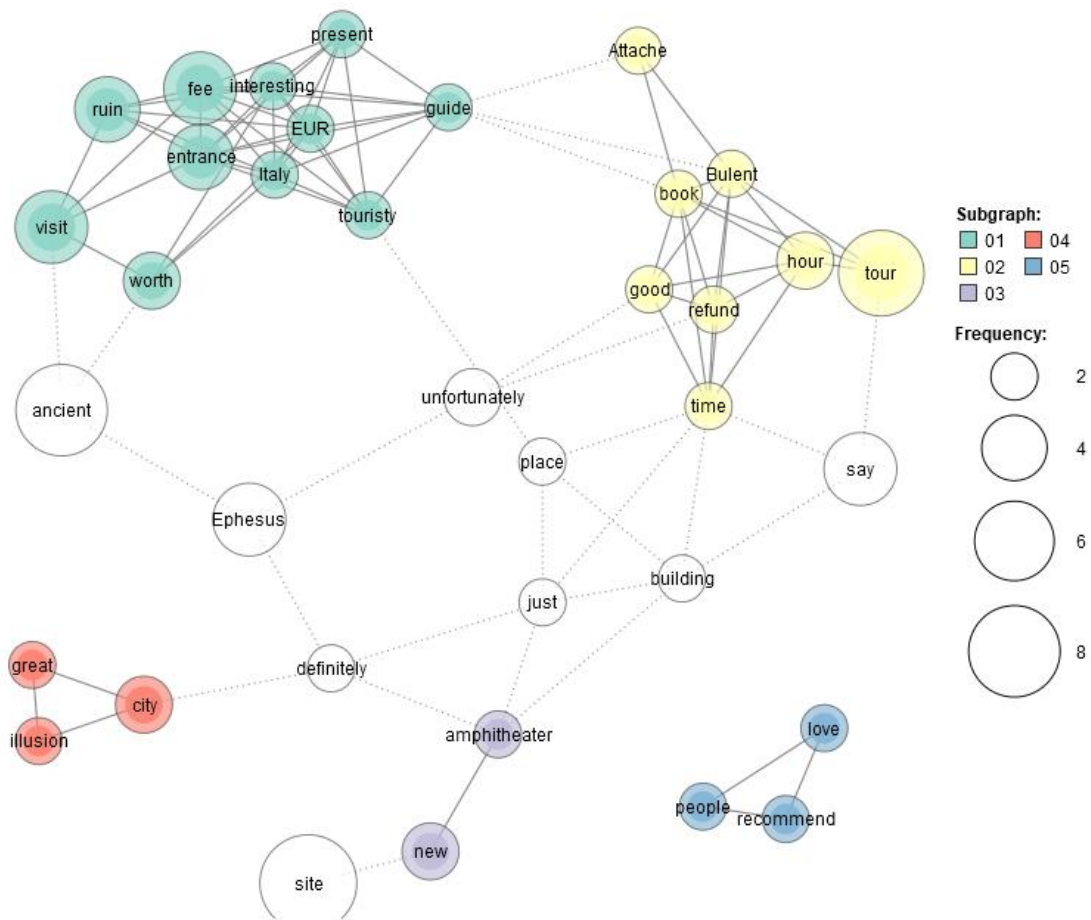 present
Attache
fee
interesting
ruin
guide
EUR
entrance
Italy
Bulent
book
touristy
visit
worth
hour
tour
good
refund
unfortunately
time
ancient
place
say
Ephesus
building
just
great
definitely
city
illusion
amphitheater
love
people
recommend
new
site
Subgraph:
01 04
02 05
03
Frequency:
2
4
6
8